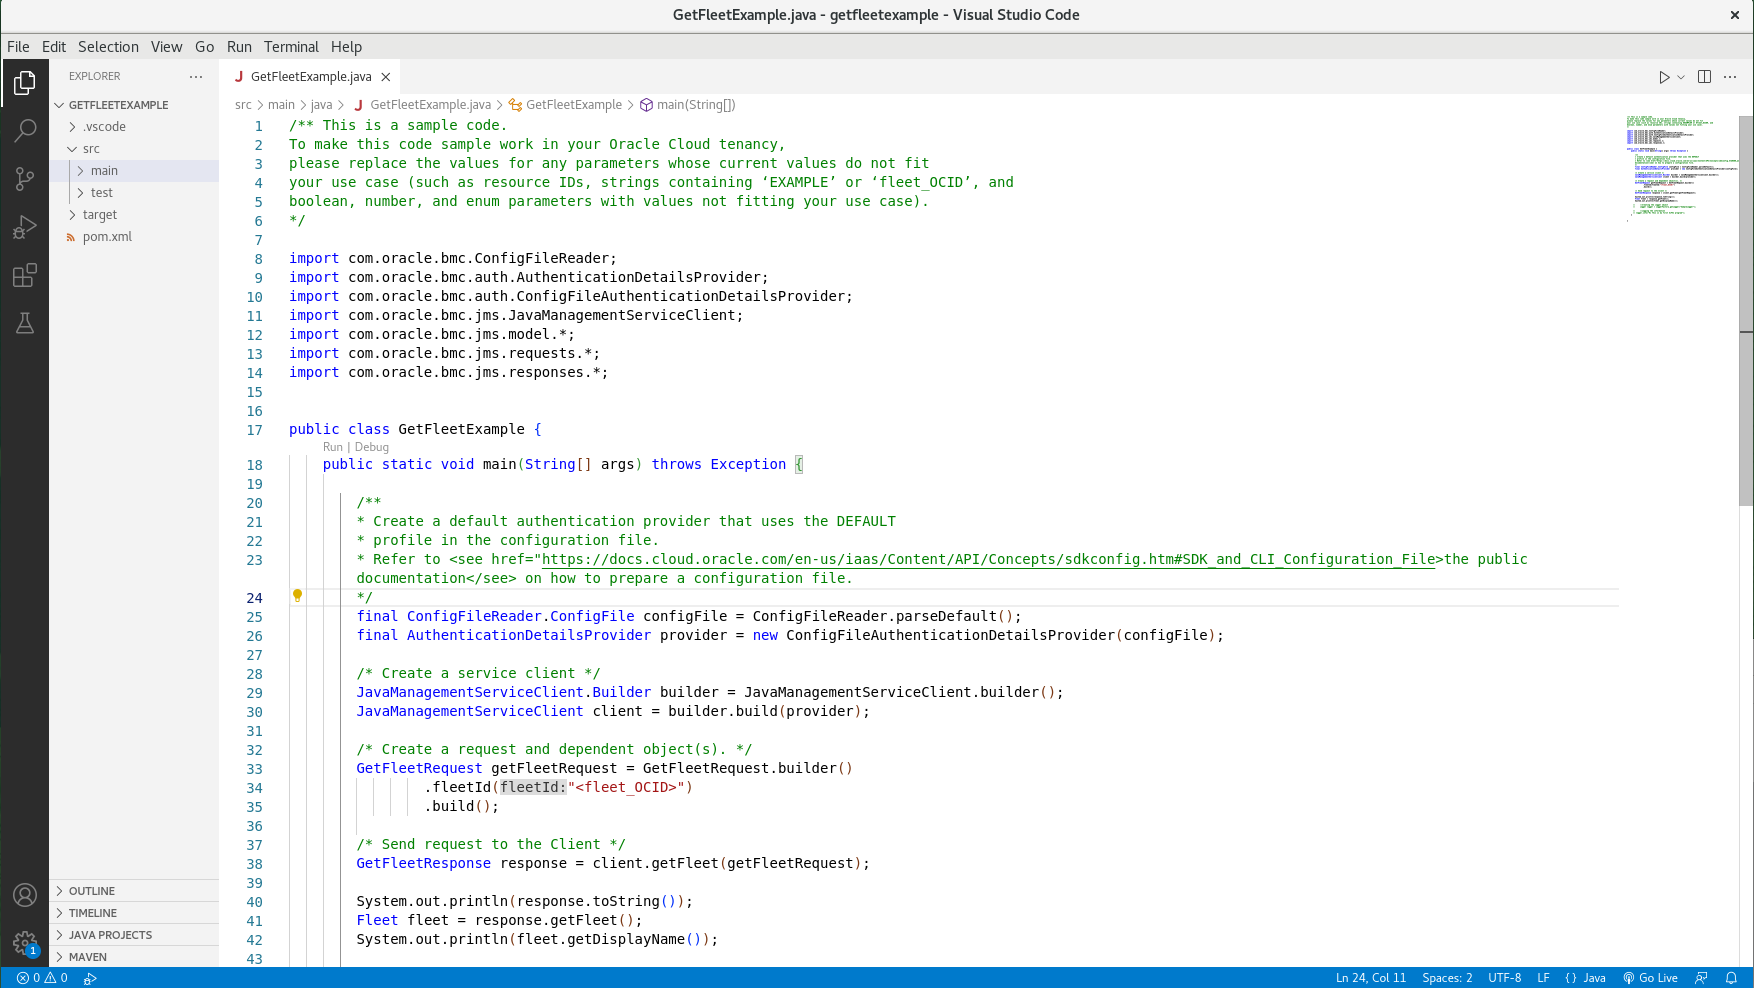 GetFleetExample.java - getfleetexample - Visual Studio Code
File Edit Selection View Go Run Terminal Help
EXPLORER
GETFLEETEXAMPLE
.vscode
src
main
test
target
pom.xml
OUTLINE
TIMELINE
JAVA PROJECTS
MAVEN
1
J GetFleetExample.java
src > main > java > J GetFleetExample.java > GetFleetExample > main(String[])
1 /** This is a sample code.
2 To make this code sample work in your Oracle Cloud tenancy,
3 please replace the values for any parameters whose current values do not fit
4 your use case (such as resource IDs, strings containing ‘EXAMPLE’ or ‘fleet_OCID’, and
5 boolean, number, and enum parameters with values not fitting your use case).
6 */
7
8 import com.oracle.bmc.ConfigFileReader;
9 import com.oracle.bmc.auth.AuthenticationDetailsProvider;
10 import com.oracle.bmc.auth.ConfigFileAuthenticationDetailsProvider;
11 import com.oracle.bmc.jms.JavaManagementServiceClient;
12 import com.oracle.bmc.jms.model.*;
13 import com.oracle.bmc.jms.requests.*;
14 import com.oracle.bmc.jms.responses.*;
15
16
17 public class GetFleetExample {
Run | Debug
18 public static void main(String[] args) throws Exception {
19
20 /**
21 * Create a default authentication provider that uses the DEFAULT
22 * profile in the configuration file.
23 * Refer to <see href="https://docs.cloud.oracle.com/en-us/iaas/Content/API/Concepts/sdkconfig.htm#SDK_and_CLI_Configuration_File>the public
documentation</see> on how to prepare a configuration file.
24 */
25 final ConfigFileReader.ConfigFile configFile = ConfigFileReader.parseDefault();
26 final AuthenticationDetailsProvider provider = new ConfigFileAuthenticationDetailsProvider(configFile);
27
28 /* Create a service client */
29 JavaManagementServiceClient.Builder builder = JavaManagementServiceClient.builder();
30 JavaManagementServiceClient client = builder.build(provider);
31
32 /* Create a request and dependent object(s). */
33 GetFleetRequest getFleetRequest = GetFleetRequest.builder()
34 .fleetId(fleetId:"<fleet_OCID>")
35 .build();
36
37 /* Send request to the Client */
38 GetFleetResponse response = client.getFleet(getFleetRequest);
39
40 System.out.println(response.toString());
41 Fleet fleet = response.getFleet();
42 System.out.println(fleet.getDisplayName());
43
0 0 Ln 24, Col 11 Spaces: 2 UTF-8 LF {} Java Go Live